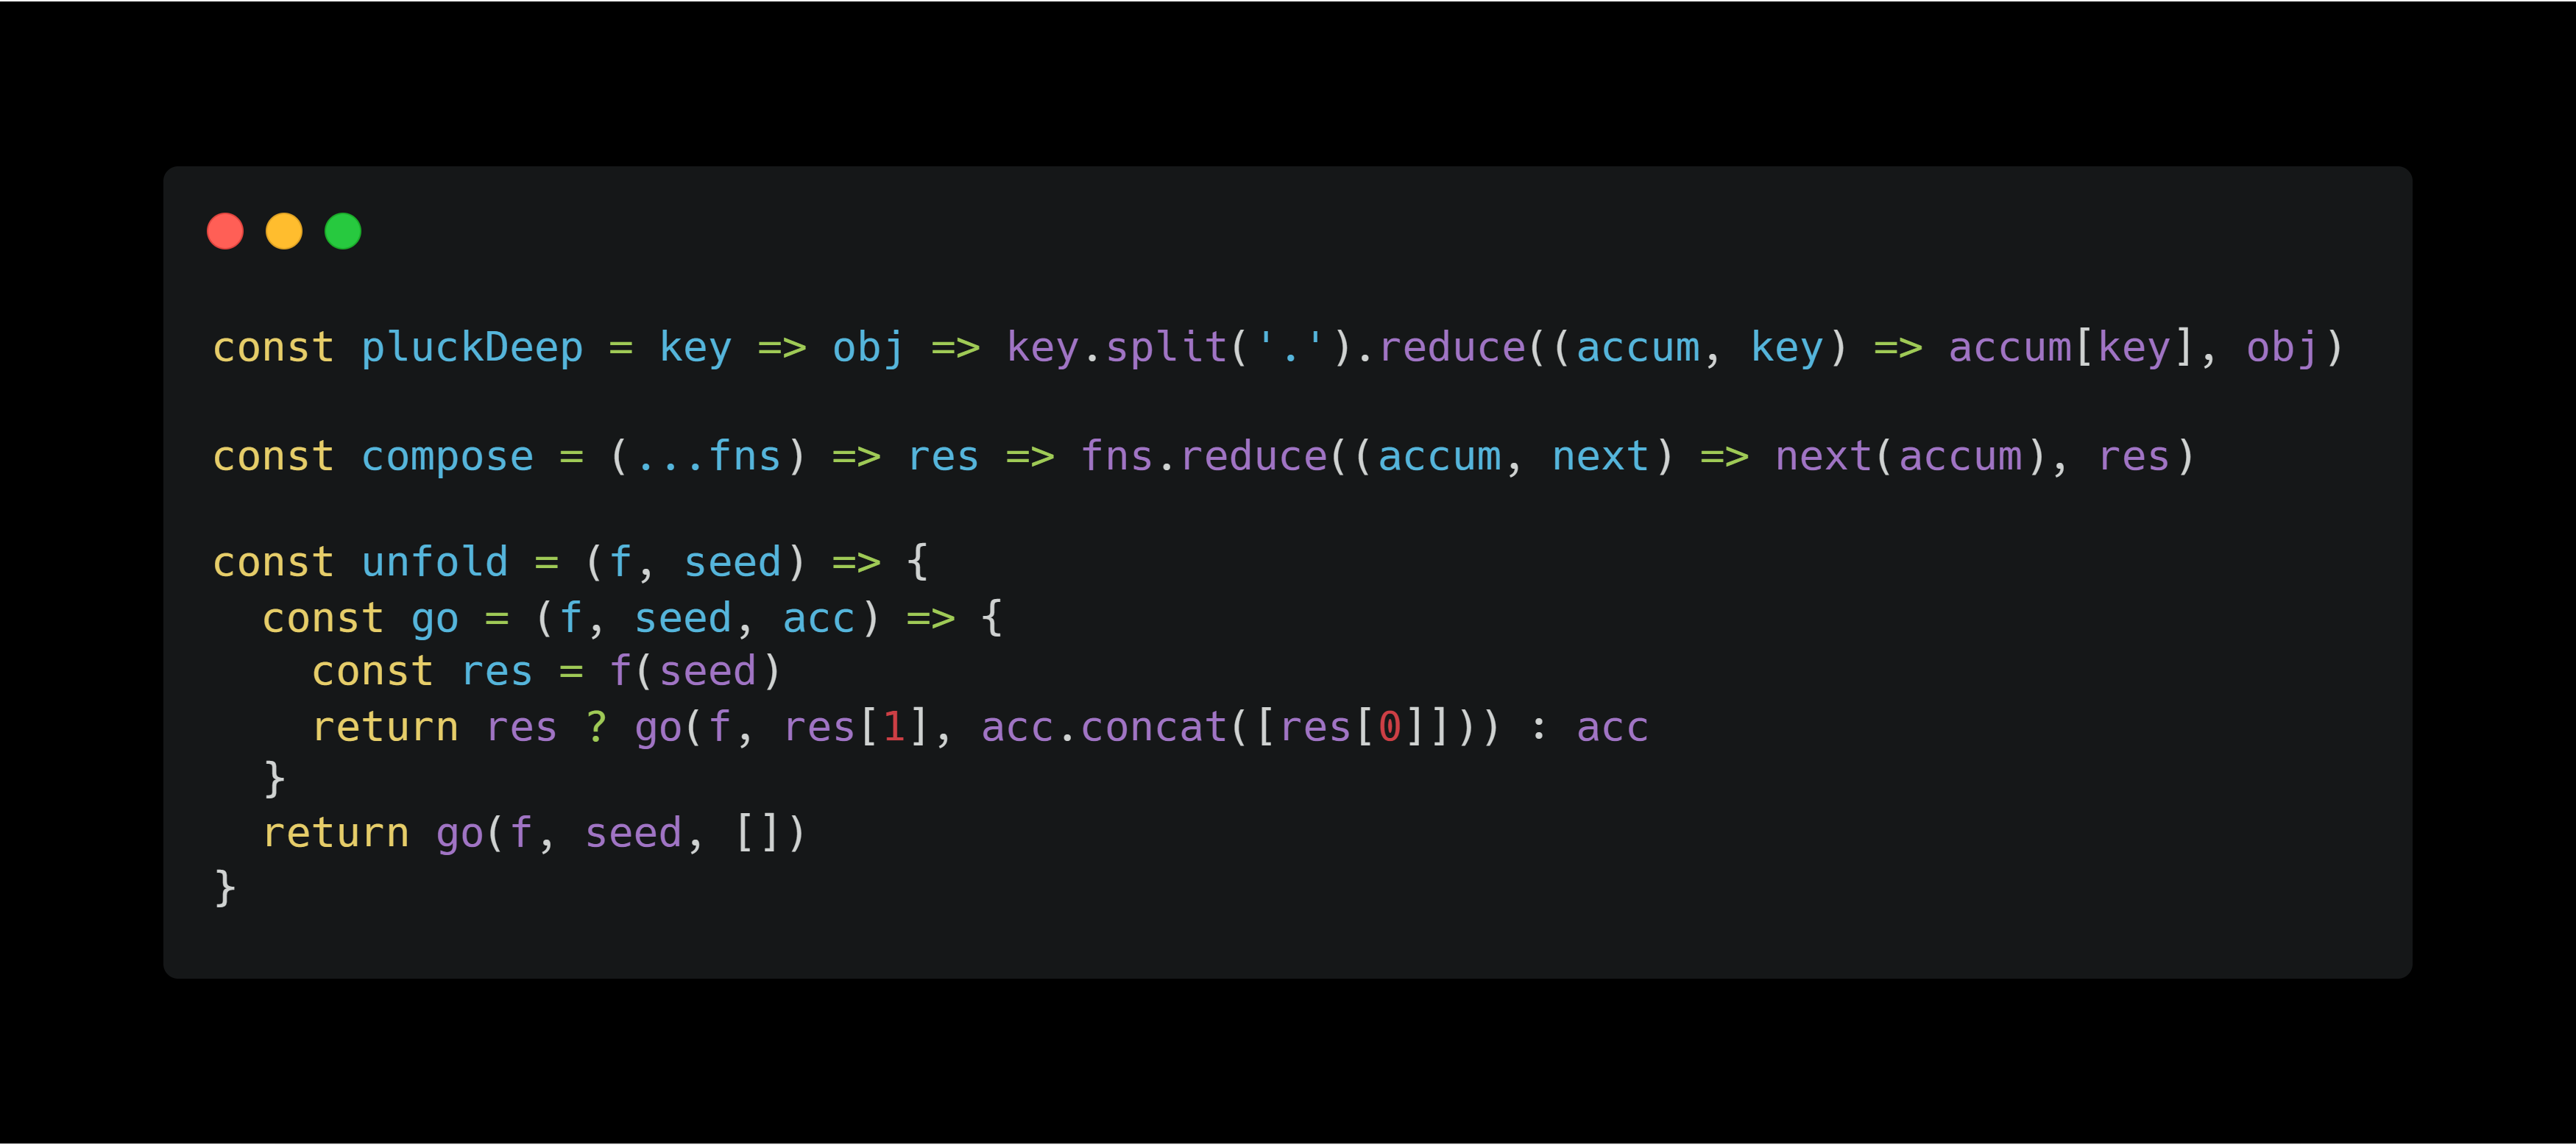 const pluckDeep = key => obj => key.split('.').reduce((accum, key) => accum[key], obj)
const compose = (...fns) => res => fns.reduce((accum, next) => next(accum), res)
const unfold = (f, seed) => {
  const go = (f, seed, acc) => {
    const res = f(seed)
    return res ? go(f, res[1], acc.concat([res[0]])) : acc
  }
  return go(f, seed, [])
}